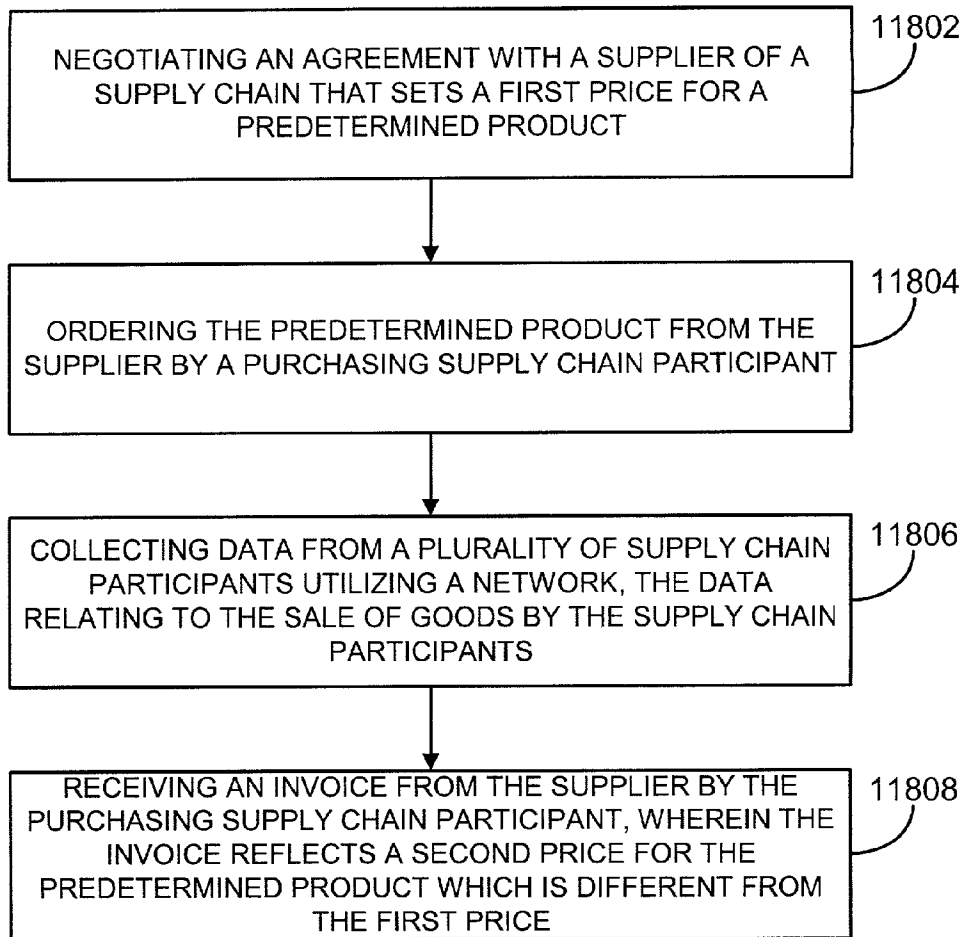 11802
NEGOTIATING AN AGREEMENT WITH A SUPPLIER OF A
SUPPLY CHAIN THAT SETS A FIRST PRICE FOR A
PREDETERMINED PRODUCT
11804
ORDERING THE PREDETERMINED PRODUCT FROM THE
SUPPLIER BY A PURCHASING SUPPLY CHAIN PARTICIPANT
11806
COLLECTING DATA FROM A PLURALITY OF SUPPLY CHAIN
PARTICIPANTS UTILIZING A NETWORK, THE DATA
RELATING TO THE SALE OF GOODS BY THE SUPPLY CHAIN
PARTICIPANTS
11808
RECEIVING AN INVOICE FROM THE SUPPLIER BY THE
PURCHASING SUPPLY CHAIN PARTICIPANT, WHEREIN THE
INVOICE REFLECTS A SECOND PRICE FOR THE
PREDETERMINED PRODUCT WHICH IS DIFFERENT FROM
THE FIRST PRICE